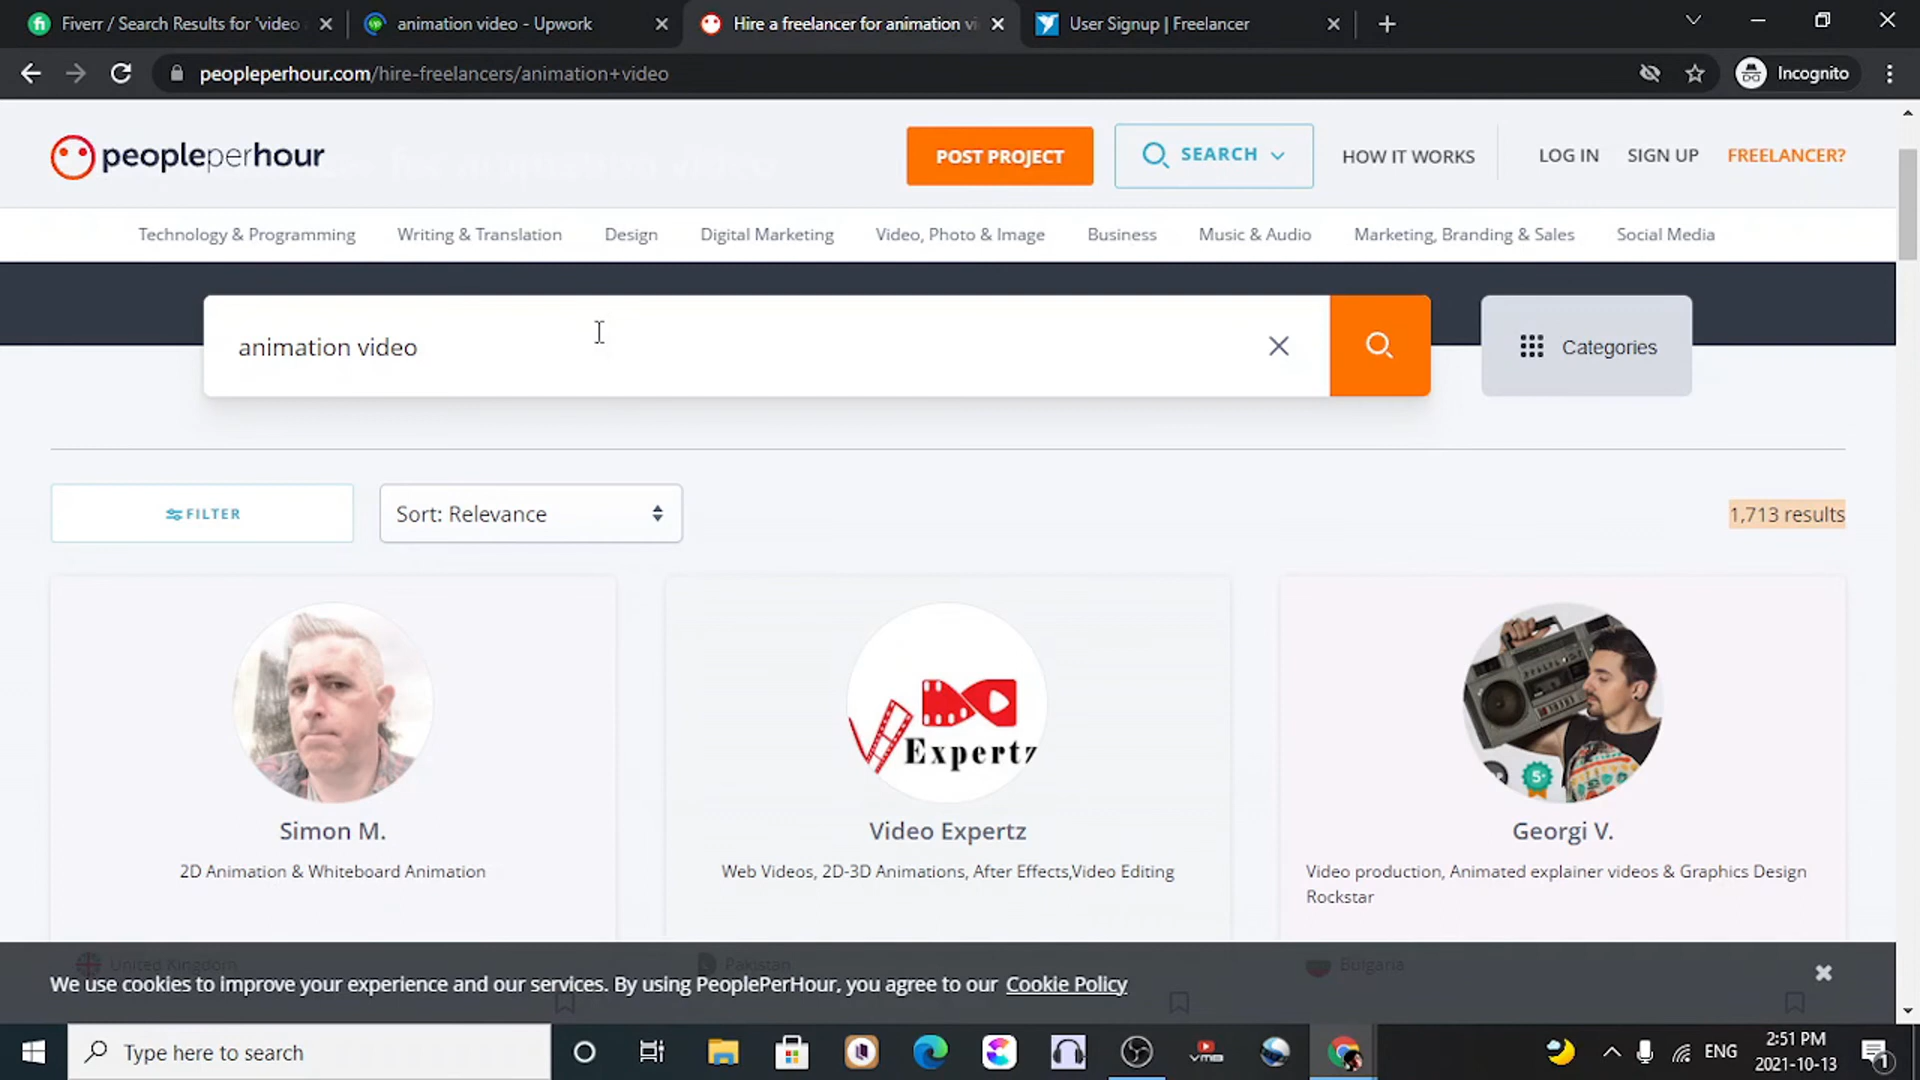 Fiverr / Search Results for 'video
animation video - Upwork
Hire a freelancer for animation vi
User Signup | Freelancer
peopleperhour.com/hire-freelancers/animation+video
Incognito
peopleperhour
POST PROJECT
SEARCH
HOW IT WORKS
LOG IN
SIGN UP
FREELANCER?
Technology & Programming
Writing & Translation
Design
Digital Marketing
Video, Photo & Image
Business
Music & Audio
Marketing, Branding & Sales
Social Media
animation video
Categories
FILTER
Sort: Relevance
1,713 results
Expertz
5
Simon M.
Video Expertz
Georgi V.
2D Animation & Whiteboard Animation
Web Videos, 2D-3D Animations, After Effects,Video Editing
Video production, Animated explainer videos & Graphics Design
Rockstar
United Kingdom
Pakistan
Bulgaria
We use cookies to improve your experience and our services. By using PeoplePerHour, you agree to our Cookie Policy
Type here to search
ENG
2:51 PM
2021-10-13
1